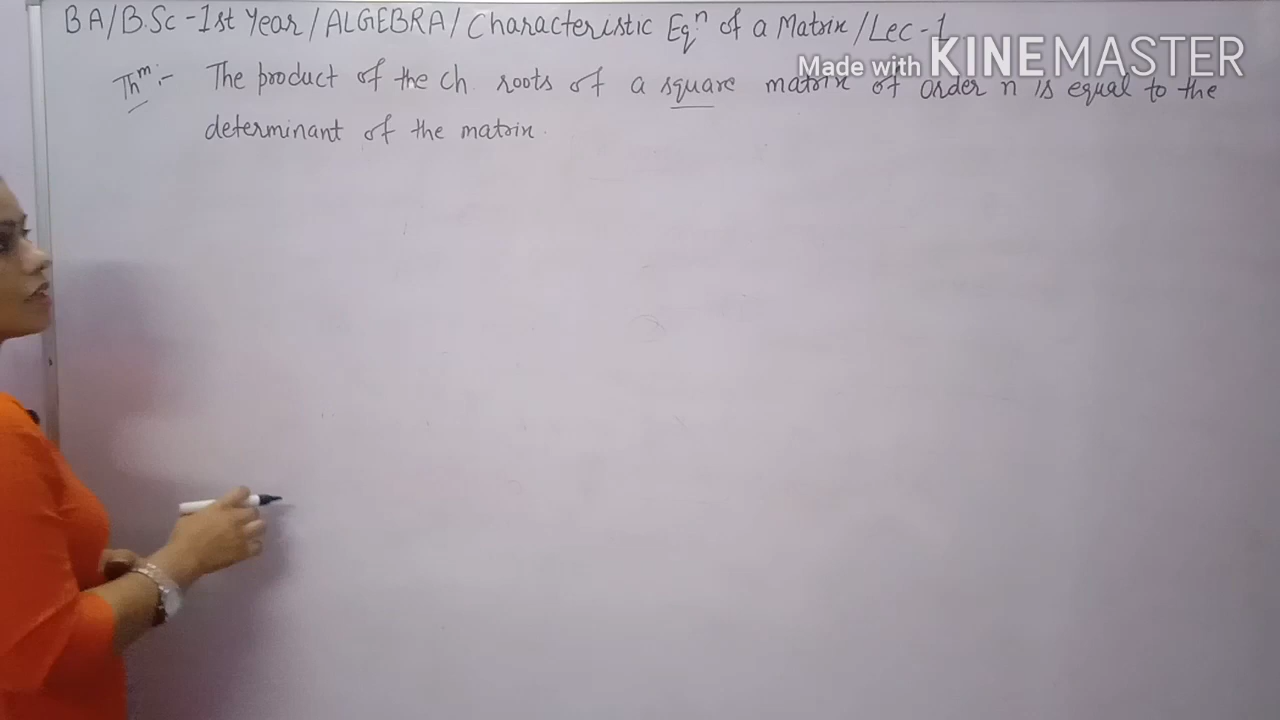 BA/B.Sc-1st Year/ALGEBRA/Characteristic Eqⁿ of a Matrix/Lec-1
Made with KINEMASTER
Thᵐ:- The product of the ch. roots of a square matrix of order n is equal to the
determinant of the matrix.